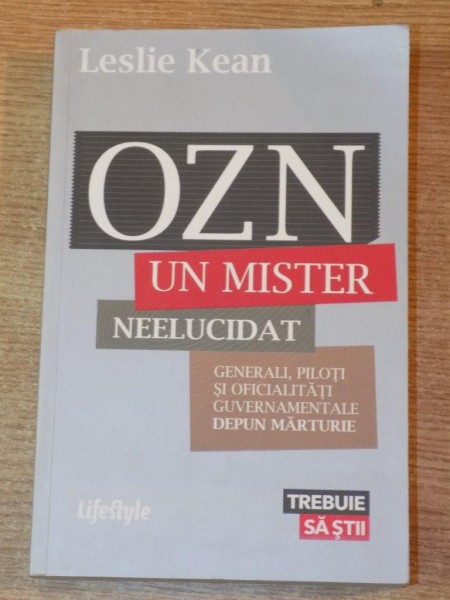 Leslie Kean
OZN
UN MISTER
NEELUCIDAT
GENERALI, PILOȚI
ȘI OFICIALITĂȚI
GUVERNAMENTALE
DEPUN MĂRTURIE
Lifestyle
TREBUIE
SĂ ȘTII